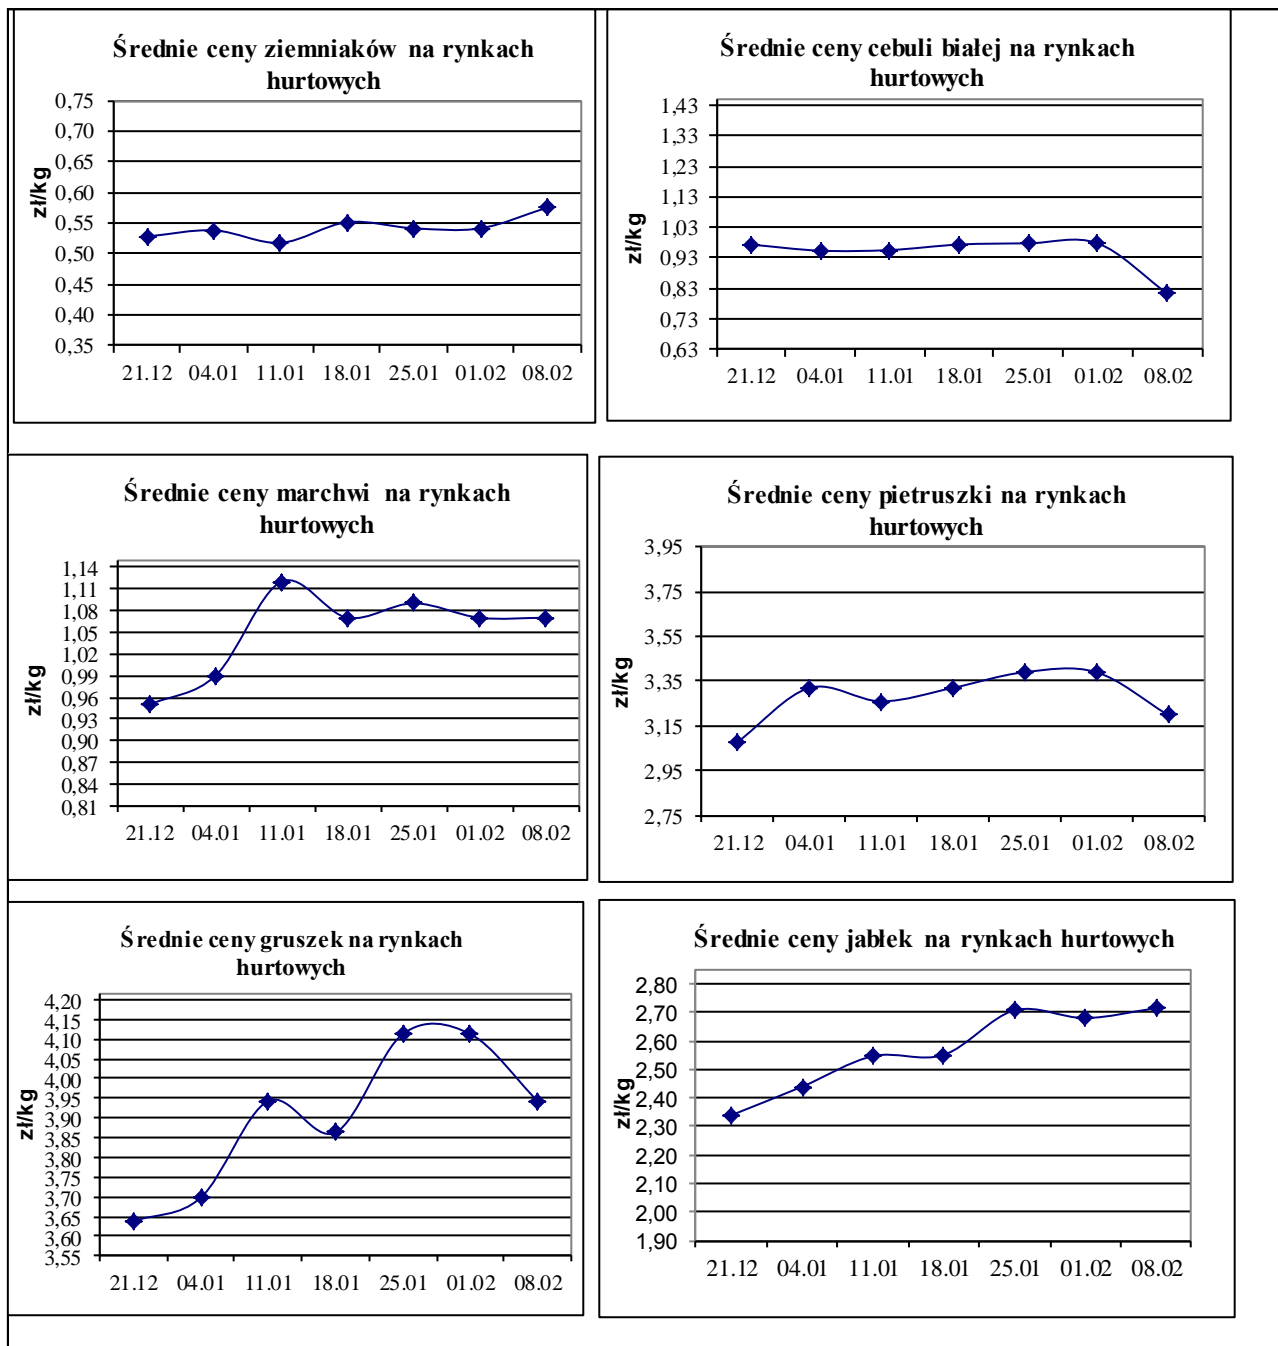 Średnie ceny ziemniaków na rynkach
hurtowych
zł/kg
0,75
0,70
0,65
0,60
0,55
0,50
0,45
0,40
0,35
21.12 04.01 11.01 18.01 25.01 01.02 08.02
Średnie ceny cebuli białej na rynkach
hurtowych
zł/kg
1,43
1,33
1,23
1,13
1,03
0,93
0,83
0,73
0,63
21.12 04.01 11.01 18.01 25.01 01.02 08.02
Średnie ceny marchwi na rynkach
hurtowych
zł/kg
1,14
1,11
1,08
1,05
1,02
0,99
0,96
0,93
0,90
0,87
0,84
0,81
21.12 04.01 11.01 18.01 25.01 01.02 08.02
Średnie ceny pietruszki na rynkach
hurtowych
zł/kg
3,95
3,75
3,55
3,35
3,15
2,95
2,75
21.12 04.01 11.01 18.01 25.01 01.02 08.02
Średnie ceny gruszek na rynkach
hurtowych
zł/kg
4,20
4,15
4,10
4,05
4,00
3,95
3,90
3,85
3,80
3,75
3,70
3,65
3,60
3,55
21.12 04.01 11.01 18.01 25.01 01.02 08.02
Średnie ceny jabłek na rynkach hurtowych
zł/kg
2,80
2,70
2,60
2,50
2,40
2,30
2,20
2,10
2,00
1,90
21.12 04.01 11.01 18.01 25.01 01.02 08.02